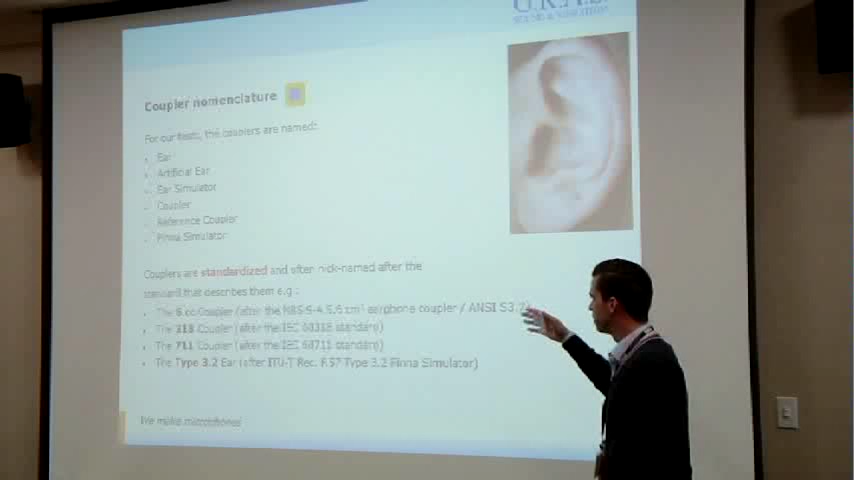 G.R.A.S
SOUND & VIBRATION
Coupler nomenclature
For our tests, the couplers are named:
Ear
Artificial Ear
Ear Simulator
Coupler
Reference Coupler
Pinna Simulator
Couplers are standardized and often nick-named after the
standard that describes them e.g :
The 6 cc Coupler (after the NBS 9-A, 5.6 cm³ earphone coupler / ANSI S3.7)
The 318 Coupler (after the IEC 60318 standard)
The 711 Coupler (after the IEC 60711 standard)
The Type 3.2 Ear (after ITU-T Rec. P.57 Type 3.2 Pinna Simulator)
We make microphones